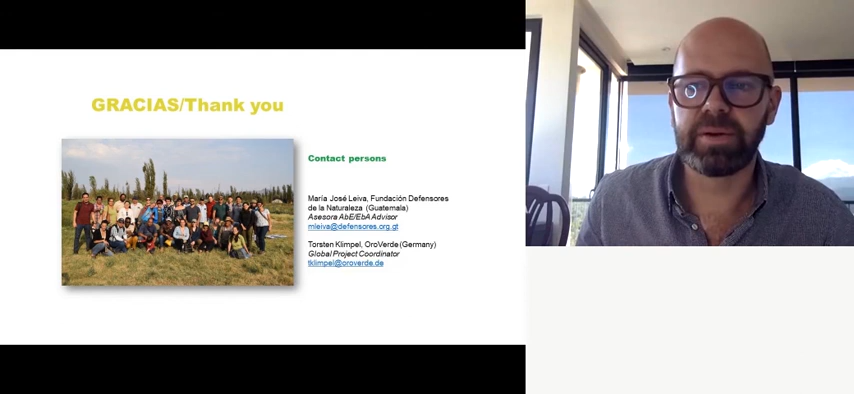 GRACIAS/Thank you
Contact persons
María José Leiva, Fundación Defensores
de la Naturaleza (Guatemala)
Asesora AbE/EbA Advisor
mleiva@defensores.org.gt
Torsten Klimpel, OroVerde (Germany)
Global Project Coordinator
tklimpel@oroverde.de